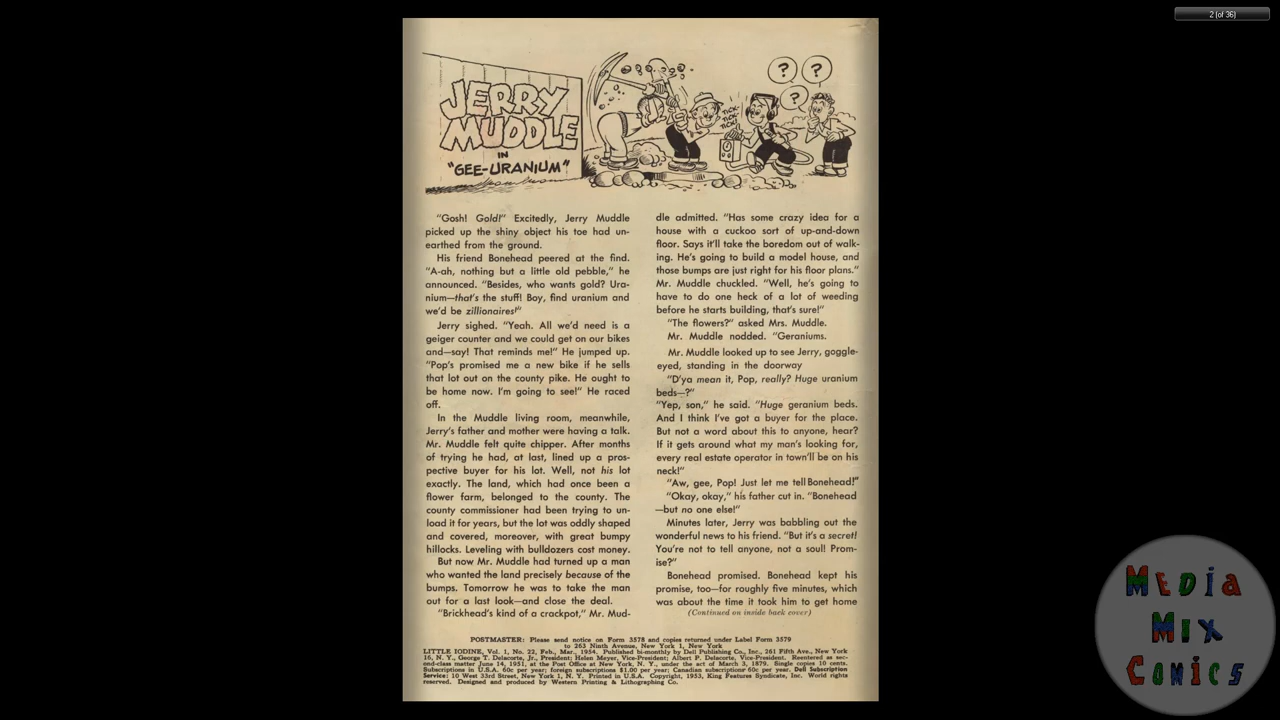 2 (of 36)
JERRY
MUDDLE
IN
"GEE-URANIUM"
TICK-
TICK-
TICK!
? ?
?
"Gosh! Gold!" Excitedly, Jerry Muddle
picked up the shiny object his toe had un-
earthed from the ground.
His friend Bonehead peered at the find.
"A-ah, nothing but a little old pebble," he
announced. "Besides, who wants gold? Ura-
nium—that's the stuff! Boy, find uranium and
we'd be zillionaires!"
Jerry sighed. "Yeah. All we'd need is a
geiger counter and we could get on our bikes
and—say! That reminds me!" He jumped up.
"Pop's promised me a new bike if he sells
that lot out on the county pike. He ought to
be home now. I'm going to see!" He raced
off.
In the Muddle living room, meanwhile,
Jerry's father and mother were having a talk.
Mr. Muddle felt quite chipper. After months
of trying he had, at last, lined up a pros-
pective buyer for his lot. Well, not his lot
exactly. The land, which had once been a
flower farm, belonged to the county. The
county commissioner had been trying to un-
load it for years, but the lot was oddly shaped
and covered, moreover, with great bumpy
hillocks. Leveling with bulldozers cost money.
But now Mr. Muddle had turned up a man
who wanted the land precisely because of the
bumps. Tomorrow he was to take the man
out for a last look—and close the deal.
"Brickhead's kind of a crackpot," Mr. Mud-
dle admitted. "Has some crazy idea for a
house with a cuckoo sort of up-and-down
floor. Says it'll take the boredom out of walk-
ing. He's going to build a model house, and
those bumps are just right for his floor plans."
Mr. Muddle chuckled. "Well, he's going to
have to do one heck of a lot of weeding
before he starts building, that's sure!"
"The flowers?" asked Mrs. Muddle.
Mr. Muddle nodded. "Geraniums.
Mr. Muddle looked up to see Jerry, goggle-
eyed, standing in the doorway
"D'ya mean it, Pop, really? Huge uranium
beds—?"
"Yep, son," he said. "Huge geranium beds.
And I think I've got a buyer for the place.
But not a word about this to anyone, hear?
If it gets around what my man's looking for,
every real estate operator in town'll be on his
neck!"
"Aw, gee, Pop! Just let me tell Bonehead!"
"Okay, okay," his father cut in. "Bonehead
—but no one else!"
Minutes later, Jerry was babbling out the
wonderful news to his friend. "But it's a secret!
You're not to tell anyone, not a soul! Prom-
ise?"
Bonehead promised. Bonehead kept his
promise, too—for roughly five minutes, which
was about the time it took him to get home
(Continued on inside back cover)
POSTMASTER: Please send notice on Form 3578 and copies returned under Label Form 3579
to 263 Ninth Avenue, New York 1, New York
LITTLE IODINE, Vol. 1, No. 22, Feb., Mar., 1954. Published bi-monthly by Dell Publishing Co., Inc., 261 Fifth Ave., New York
16, N. Y., George T. Delacorte, Jr., President; Helen Meyer, Vice-President; Albert P. Delacorte, Vice-President. Reentered as sec-
ond-class matter June 14, 1951, at the Post Office at New York, N. Y., under the act of March 3, 1879. Single copies 10 cents.
Subscriptions in U.S.A. 60c per year; foreign subscriptions $1.00 per year; Canadian subscriptions 60c per year. Dell Subscription
Service: 10 West 33rd Street, New York 1, N. Y. Printed in U.S.A. Copyright, 1953, King Features Syndicate, Inc. World rights
reserved. Designed and produced by Western Printing & Lithographing Co.
MEDIA
MIX
COMICS